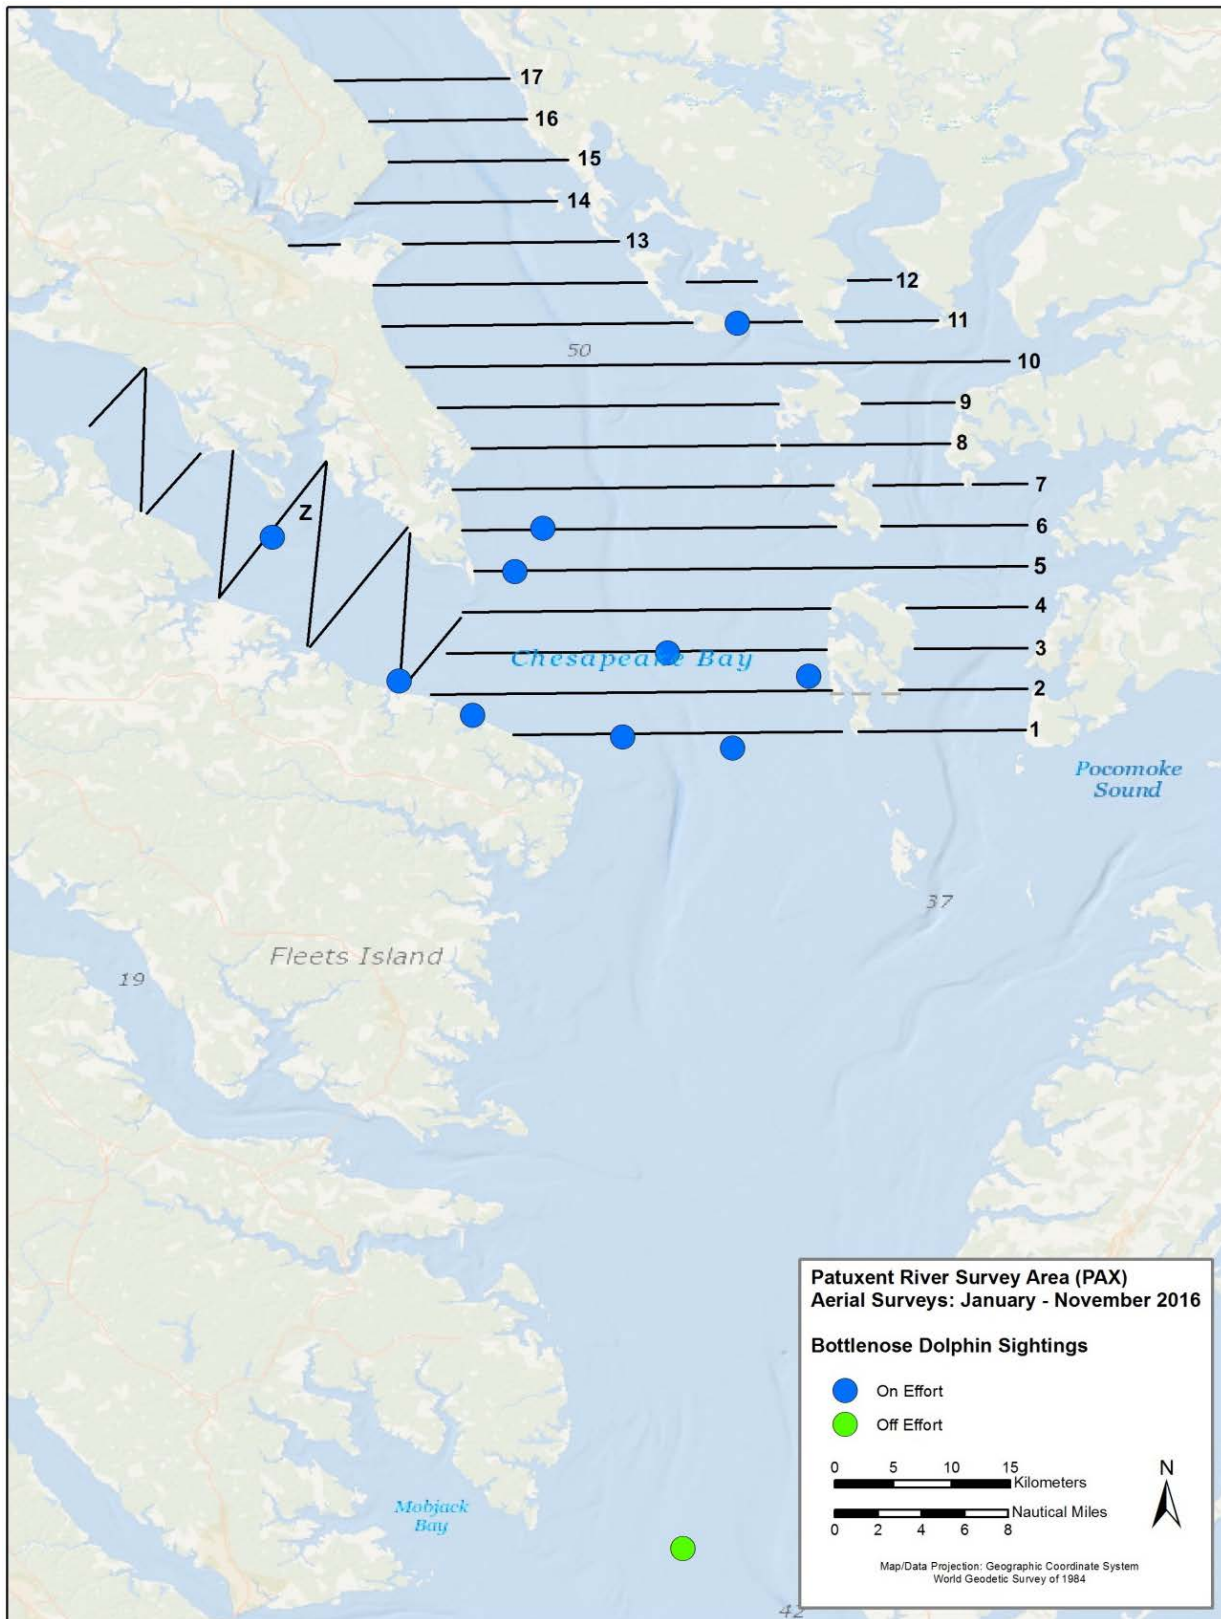 17
16
15
14
13
12
11
50
10
9
8
7
Z
6
5
4
Chesapeake Bay
3
2
1
Pocomoke
Sound
37
Fleets Island
19
Patuxent River Survey Area (PAX)
Aerial Surveys: January - November 2016
Bottlenose Dolphin Sightings
On Effort
Off Effort
0 5 10 15
Kilometers
Nautical Miles
0 2 4 6 8
N
Map/Data Projection: Geographic Coordinate System
World Geodetic Survey of 1984
Mobjack
Bay
42